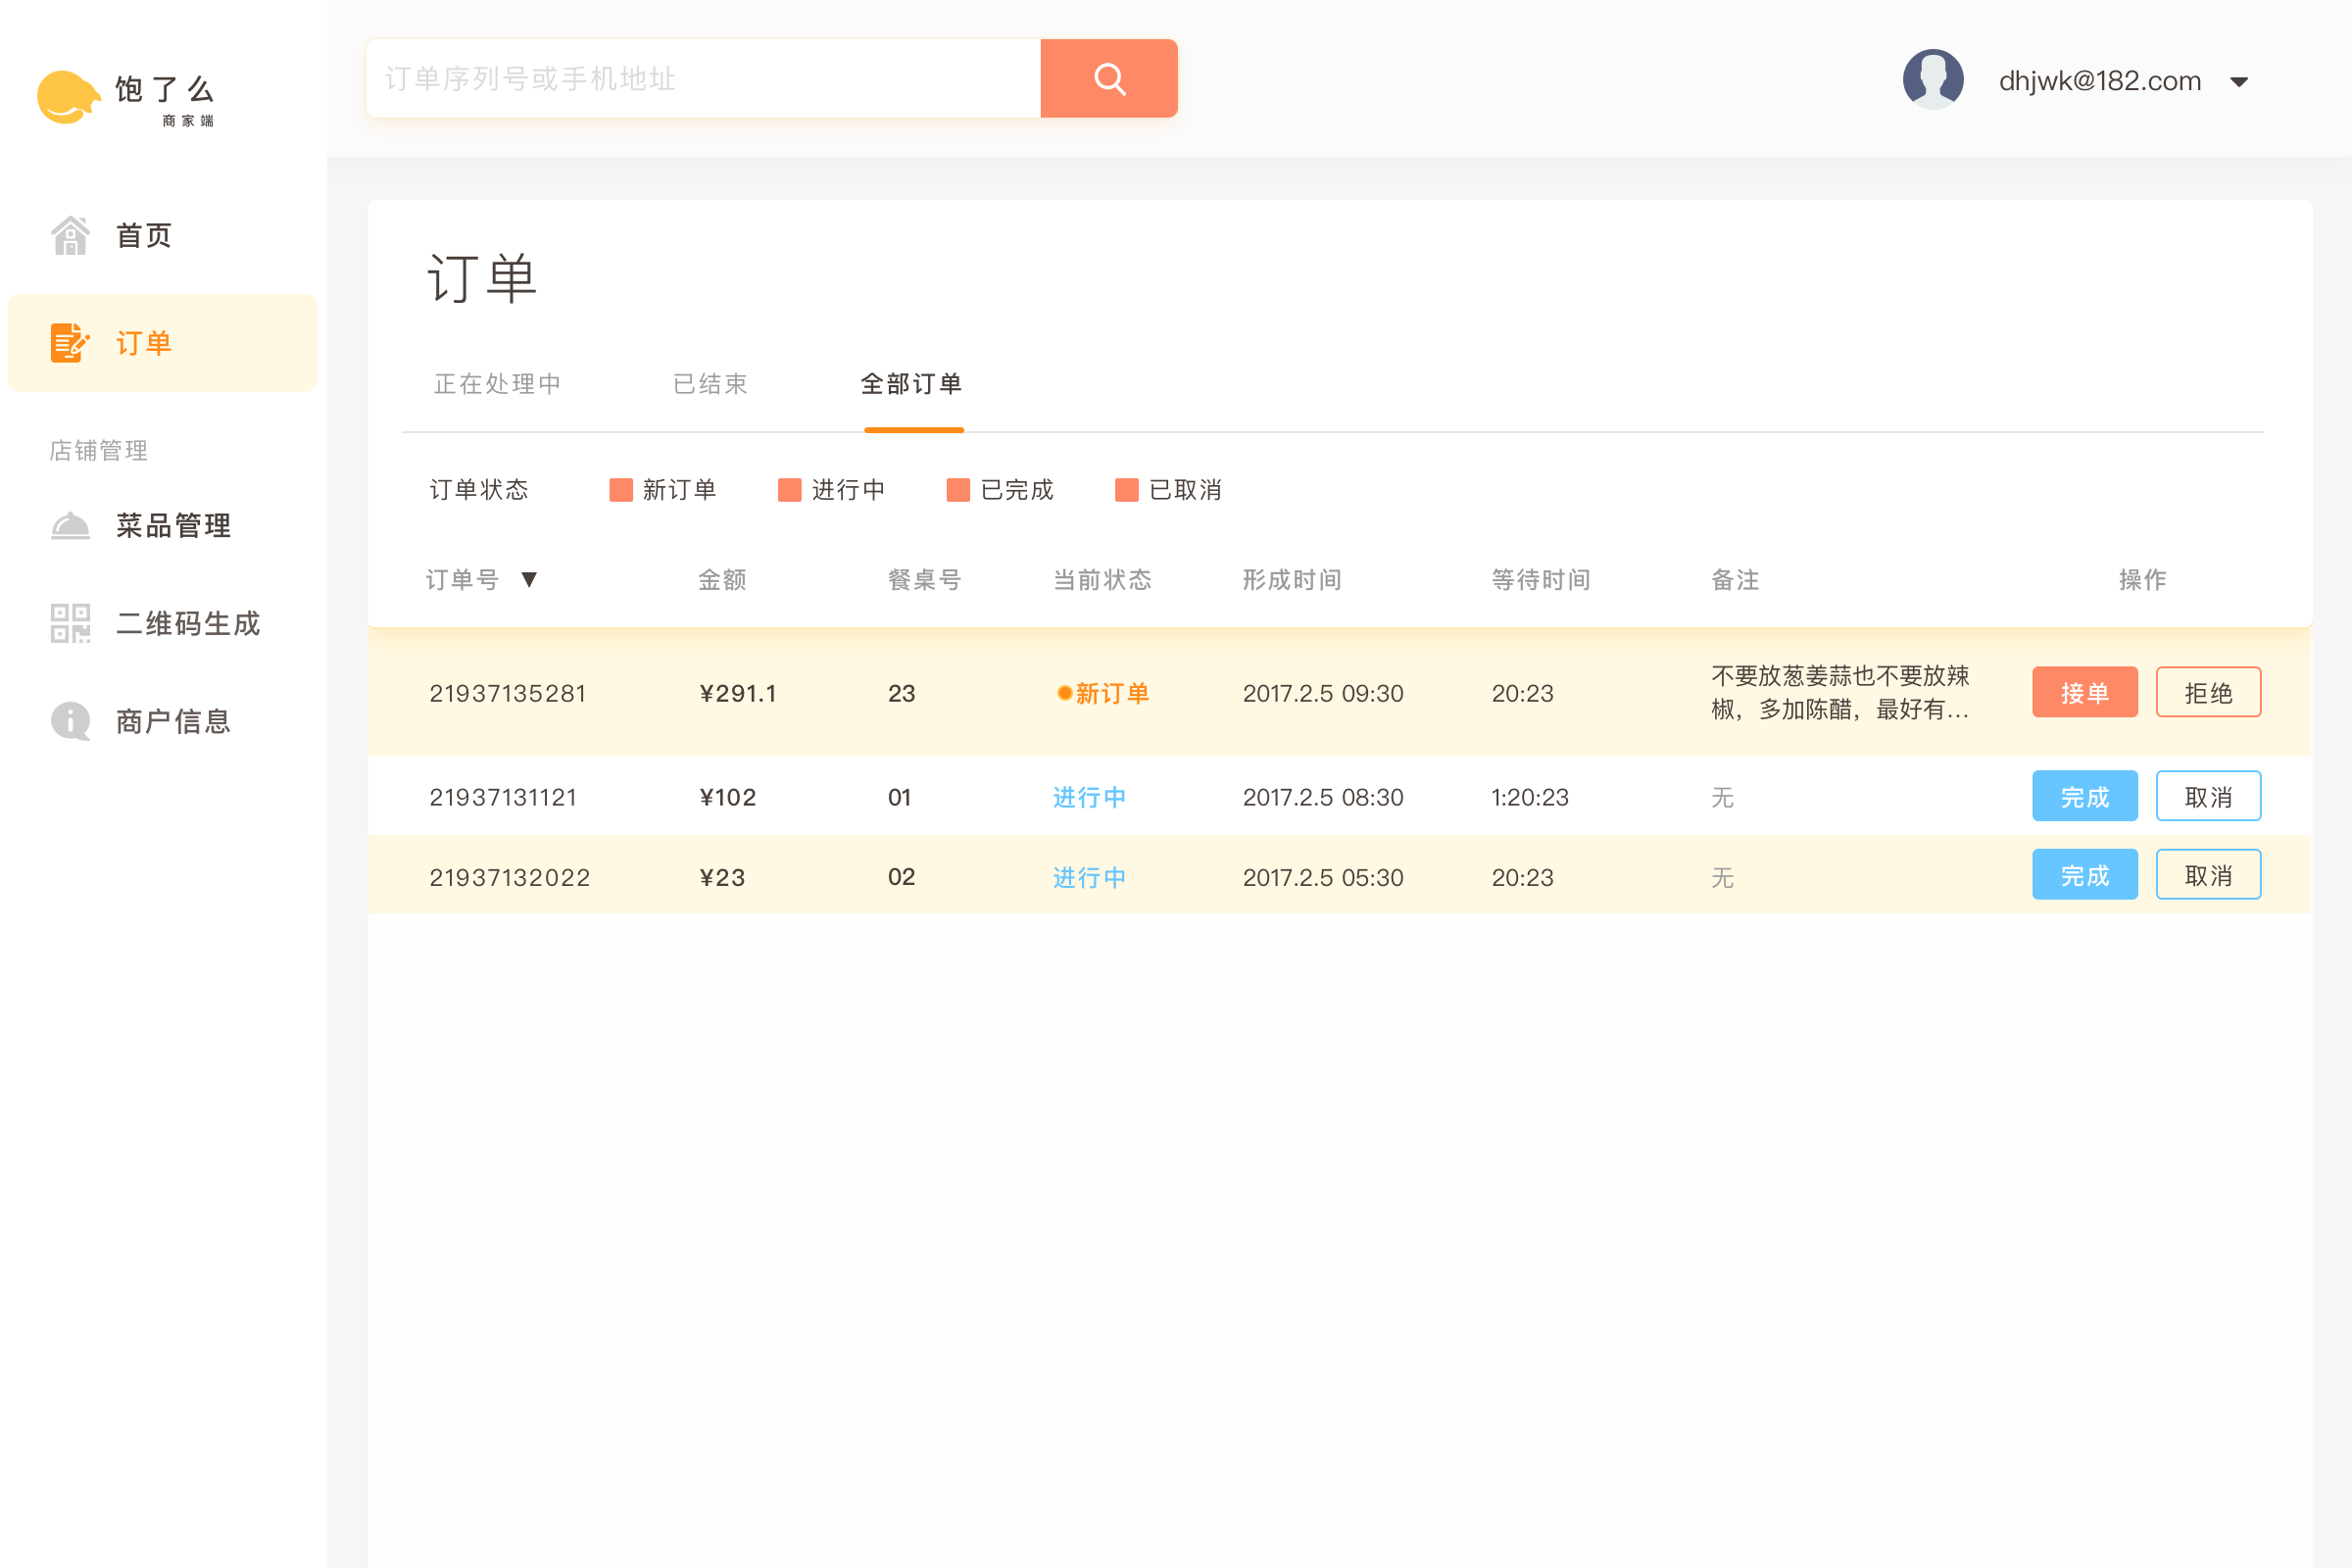 饱了么
商家端
订单序列号或手机地址
dhjwk@182.com
首页
订单
店铺管理
菜品管理
二维码生成
商户信息
订单
正在处理中 已结束 全部订单
订单状态 新订单 进行中 已完成 已取消
订单号 ▼ 金额 餐桌号 当前状态 形成时间 等待时间 备注 操作
21937135281 ¥291.1 23 新订单 2017.2.5 09:30 20:23 不要放葱姜蒜也不要放辣
椒，多加陈醋，最好有... 接单 拒绝
21937131121 ¥102 01 进行中 2017.2.5 08:30 1:20:23 无 完成 取消
21937132022 ¥23 02 进行中 2017.2.5 05:30 20:23 无 完成 取消